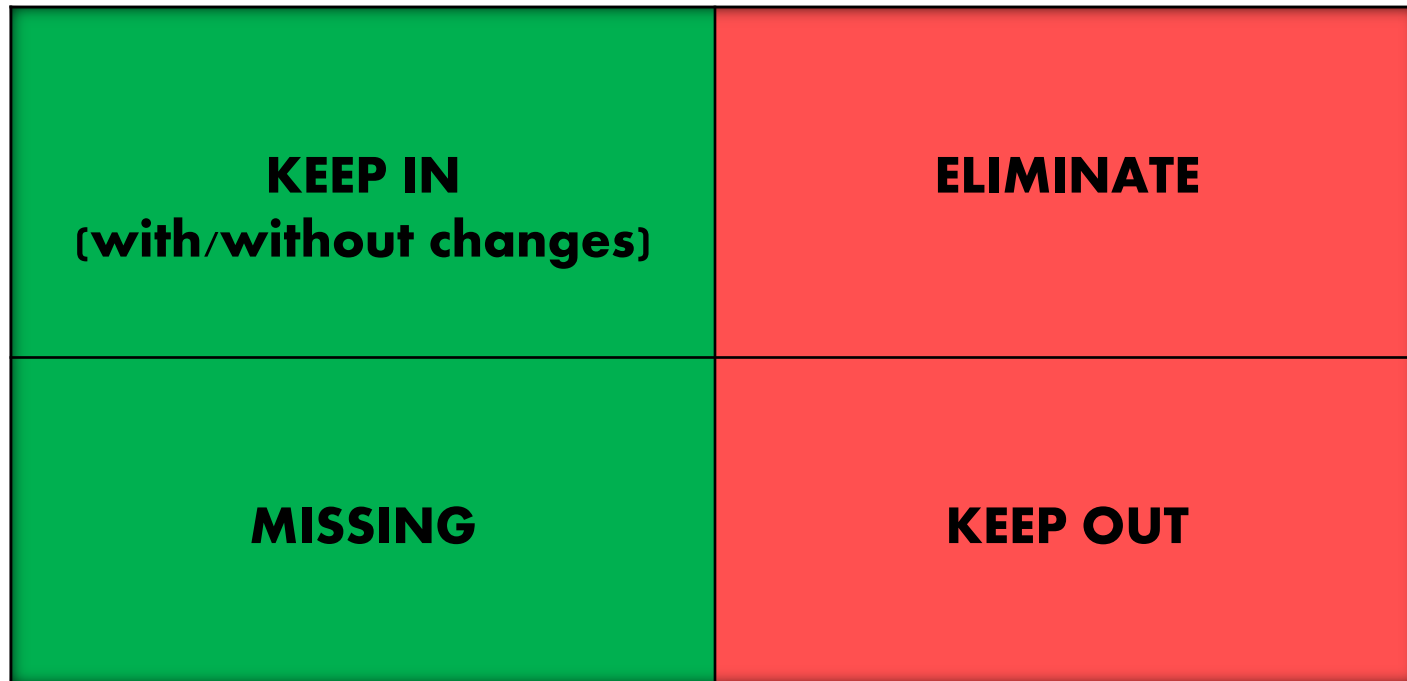 KEEP IN
(with/without changes)
ELIMINATE
MISSING
KEEP OUT